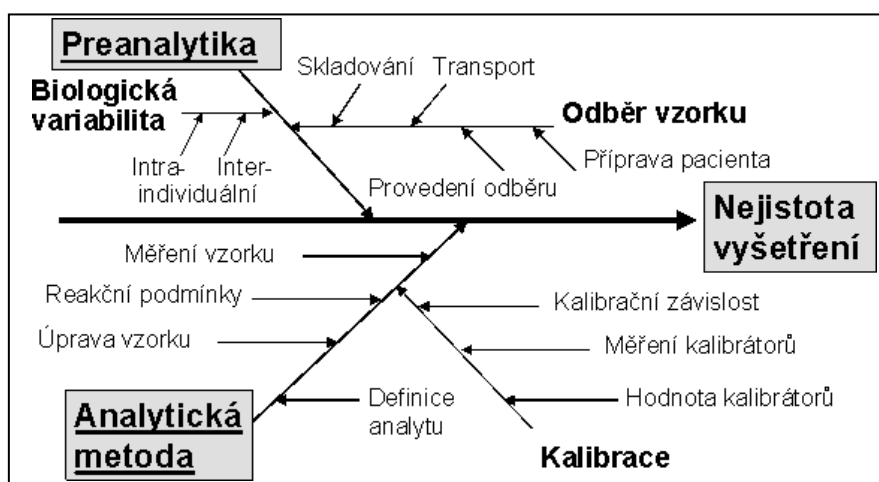 Preanalytika
Skladování
Transport
Biologická
variabilita
Odběr vzorku
Intra-
Inter-
individuální
Příprava pacienta
Provedení odběru
Nejistota
vyšetření
Měření vzorku
Reakční podmínky
Kalibrační závislost
Úprava vzorku
Měření kalibrátorů
Analytická
metoda
Definice
analytu
Hodnota kalibrátorů
Kalibrace